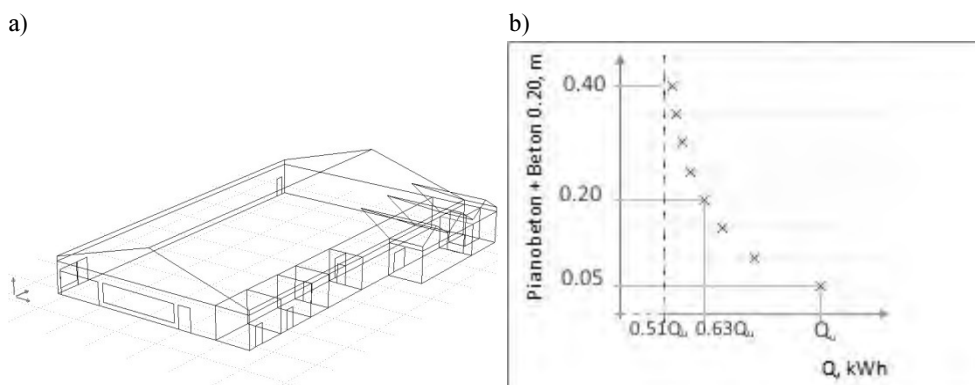 a)
b)
Pianobeton + Beton 0.20, m
0.40
0.20
0.05
0.51Qᵤ
0.63Qᵤ
Qᵤ
Q, kWh